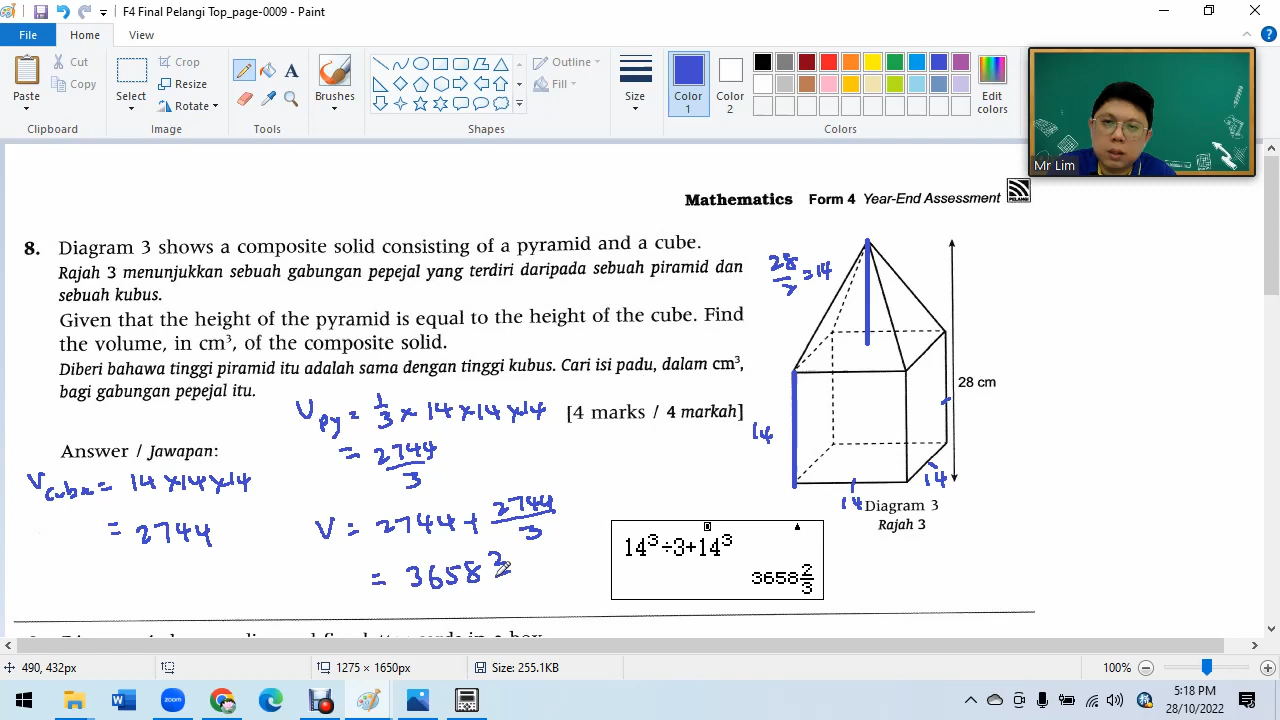 F4 Final Pelangi Top_page-0009 - Paint
File Home View
Paste Cut Copy
Clipboard
Select Crop Resize Rotate
Image
Tools
Brushes
Shapes
Outline Fill
Size
Color 1 Color 2
Edit colors
Colors
Mr Lim
Mathematics Form 4 Year-End Assessment
PELANGI
8. Diagram 3 shows a composite solid consisting of a pyramid and a cube.
Rajah 3 menunjukkan sebuah gabungan pepejal yang terdiri daripada sebuah piramid dan
sebuah kubus.
Given that the height of the pyramid is equal to the height of the cube. Find
the volume, in cm³, of the composite solid.
Diberi bahawa tinggi piramid itu adalah sama dengan tinggi kubus. Cari isi padu, dalam cm³,
bagi gabungan pepejal itu.
[4 marks / 4 markah]
Answer / Jawapan:
V cube = 14 × 14 × 14
= 2744
V py = 1/3 × 14 × 14 × 14
= 2744/3
V = 2744 + 2744/3
= 3658 2
28/2 = 14
14
14
14
28 cm
Diagram 3
Rajah 3
14³÷3+14³
3658 2/3
490, 432px
1275 × 1650px
Size: 255.1KB
100%
zoom
5:18 PM
28/10/2022